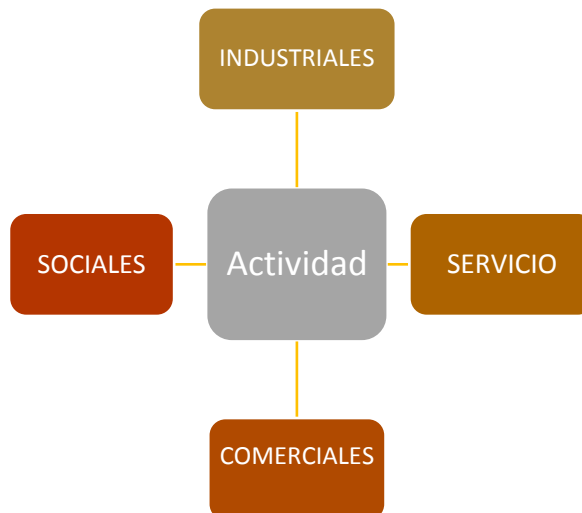 INDUSTRIALES
SOCIALES
Actividad
SERVICIO
COMERCIALES